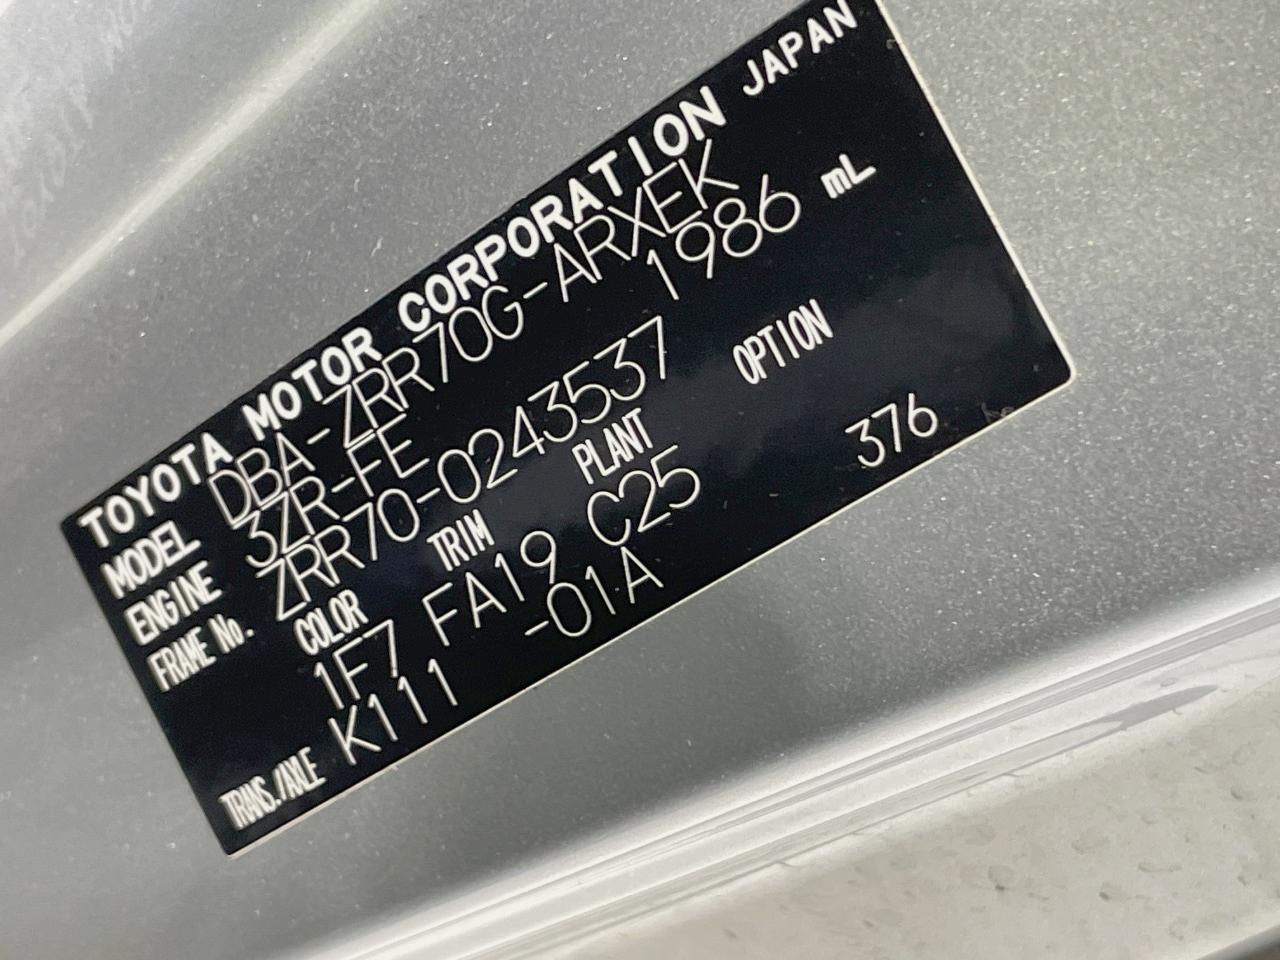 TOYOTA MOTOR CORPORATION JAPAN
MODEL DBA-ZRR70G-ARXEK
ENGINE 3ZR-FE 1986 mL
FRAME No. ZRR70-0243537
COLOR TRIM PLANT OPTION
1F7 FA19 C25 376
TRANS./AXLE K111 -01A